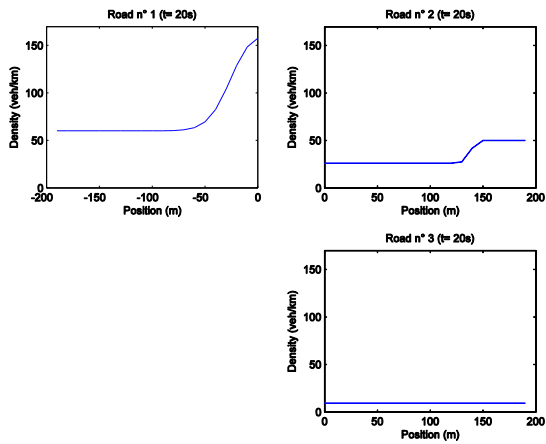 Road n° 1 (t= 20s)
150
100
50
0
Density (veh/km)
-200 -150 -100 -50 0
Position (m)
Road n° 2 (t= 20s)
150
100
50
0
Density (veh/km)
0 50 100 150 200
Position (m)
Road n° 3 (t= 20s)
150
100
50
0
Density (veh/km)
0 50 100 150 200
Position (m)